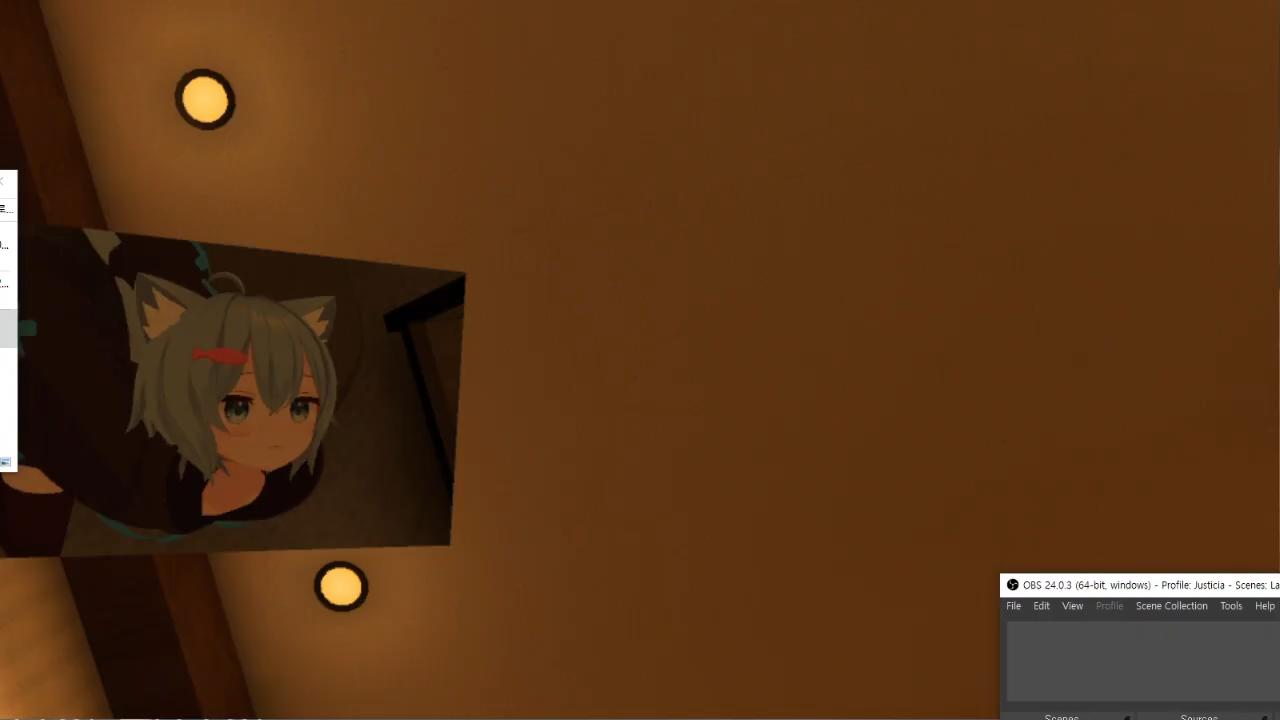 로...
OBS 24.0.3 (64-bit, windows) - Profile: Justicia - Scenes: La
File Edit View Profile Scene Collection Tools Help
Scenes Sources